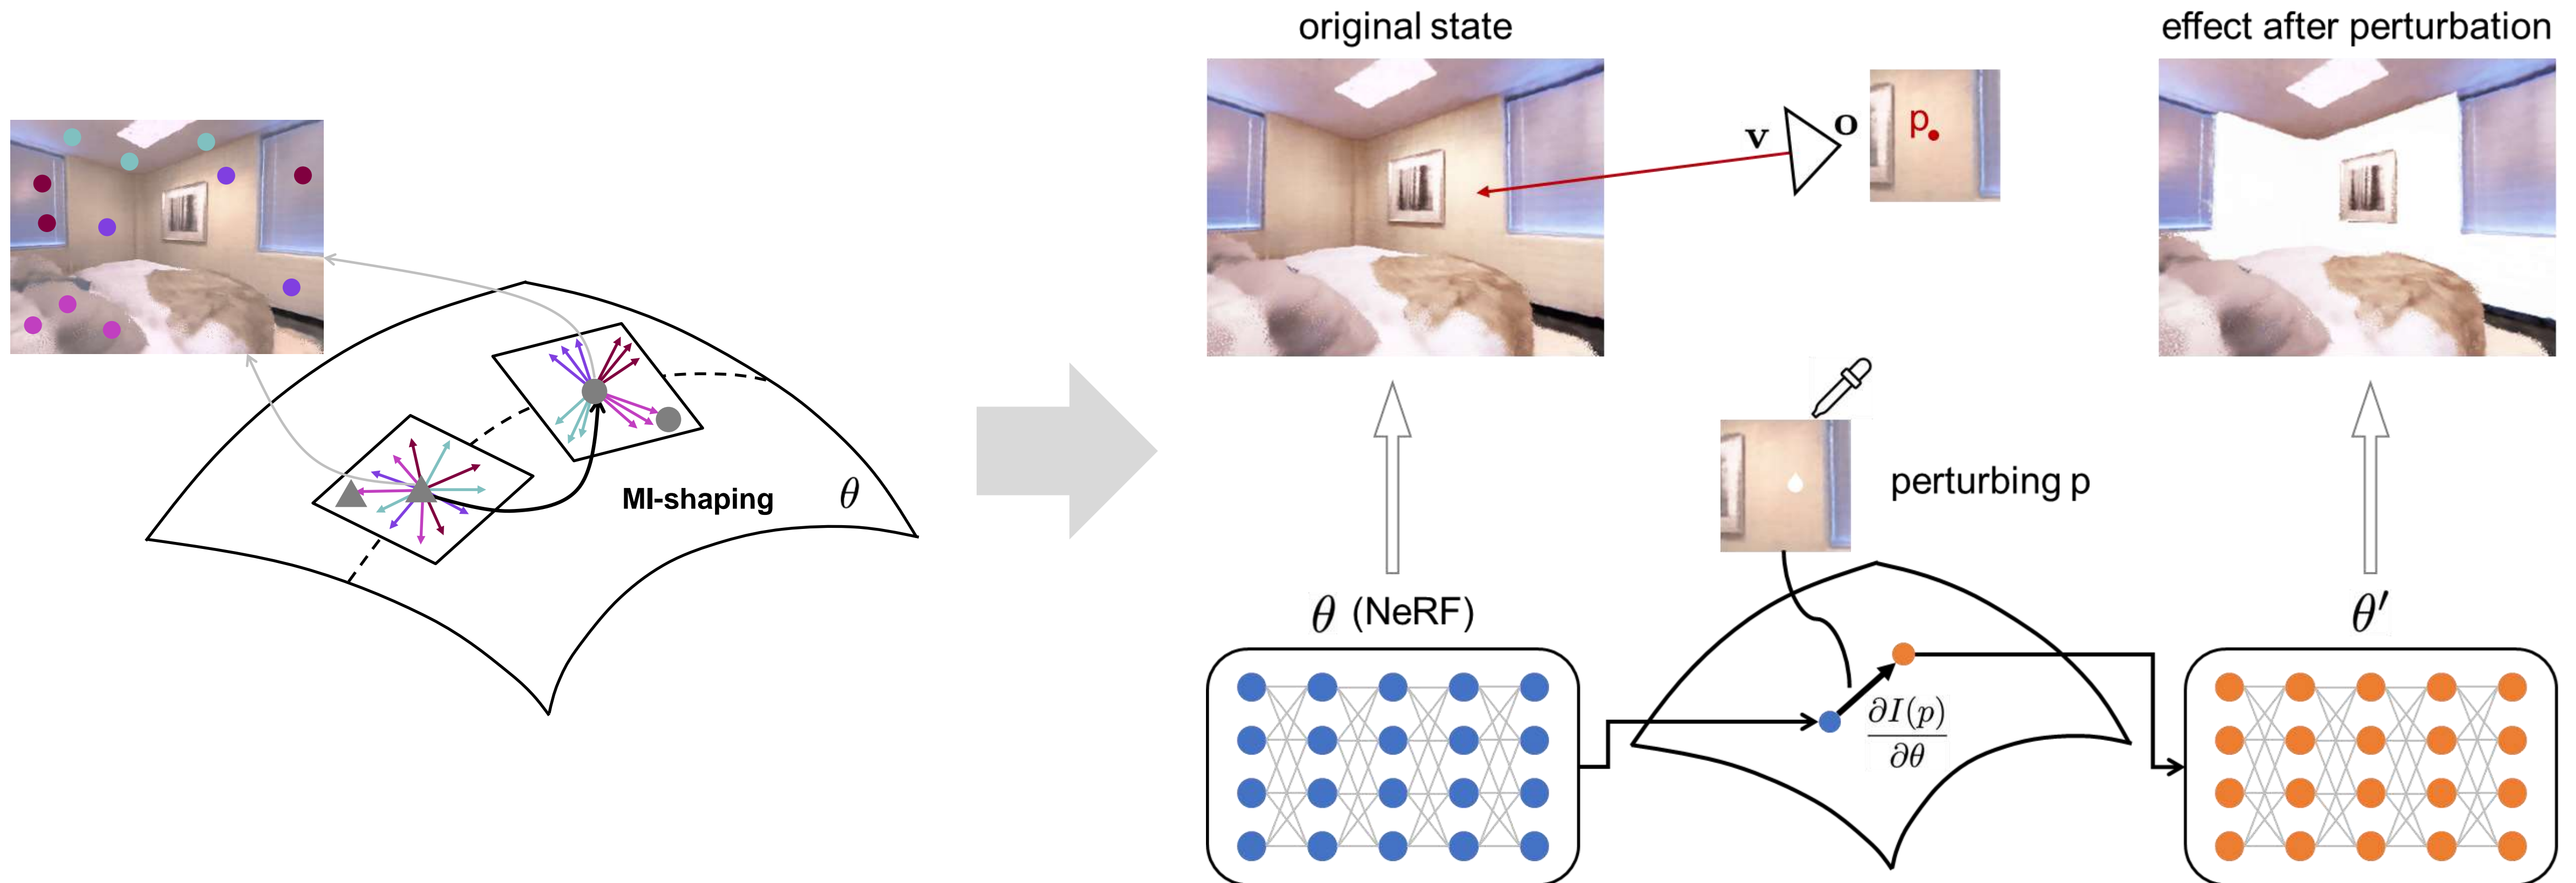 MI-shaping
θ
original state
effect after perturbation
v
o
p
perturbing p
θ (NeRF)
∂I(p)
∂θ
θ′